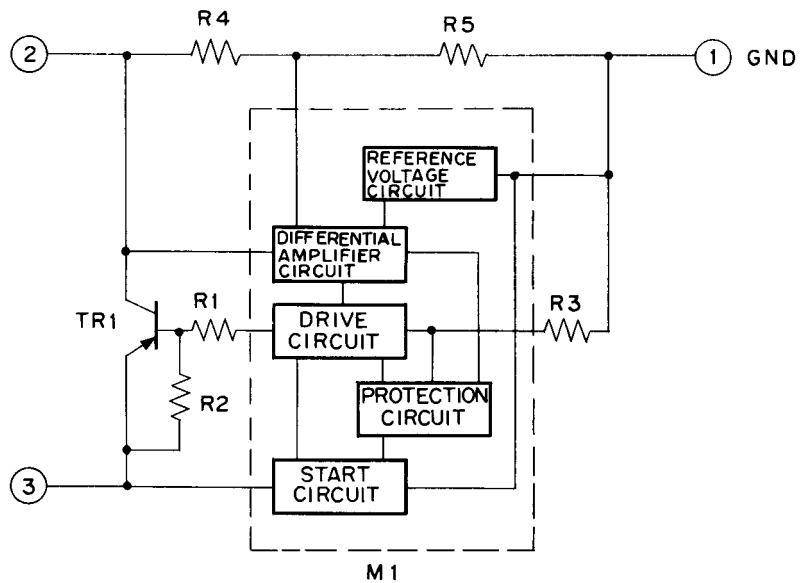 R4
R5
2
1 GND
REFERENCE
VOLTAGE
CIRCUIT
DIFFERENTIAL
AMPLIFIER
CIRCUIT
R1
R3
TR1
DRIVE
CIRCUIT
R2
PROTECTION
CIRCUIT
3
START
CIRCUIT
M1